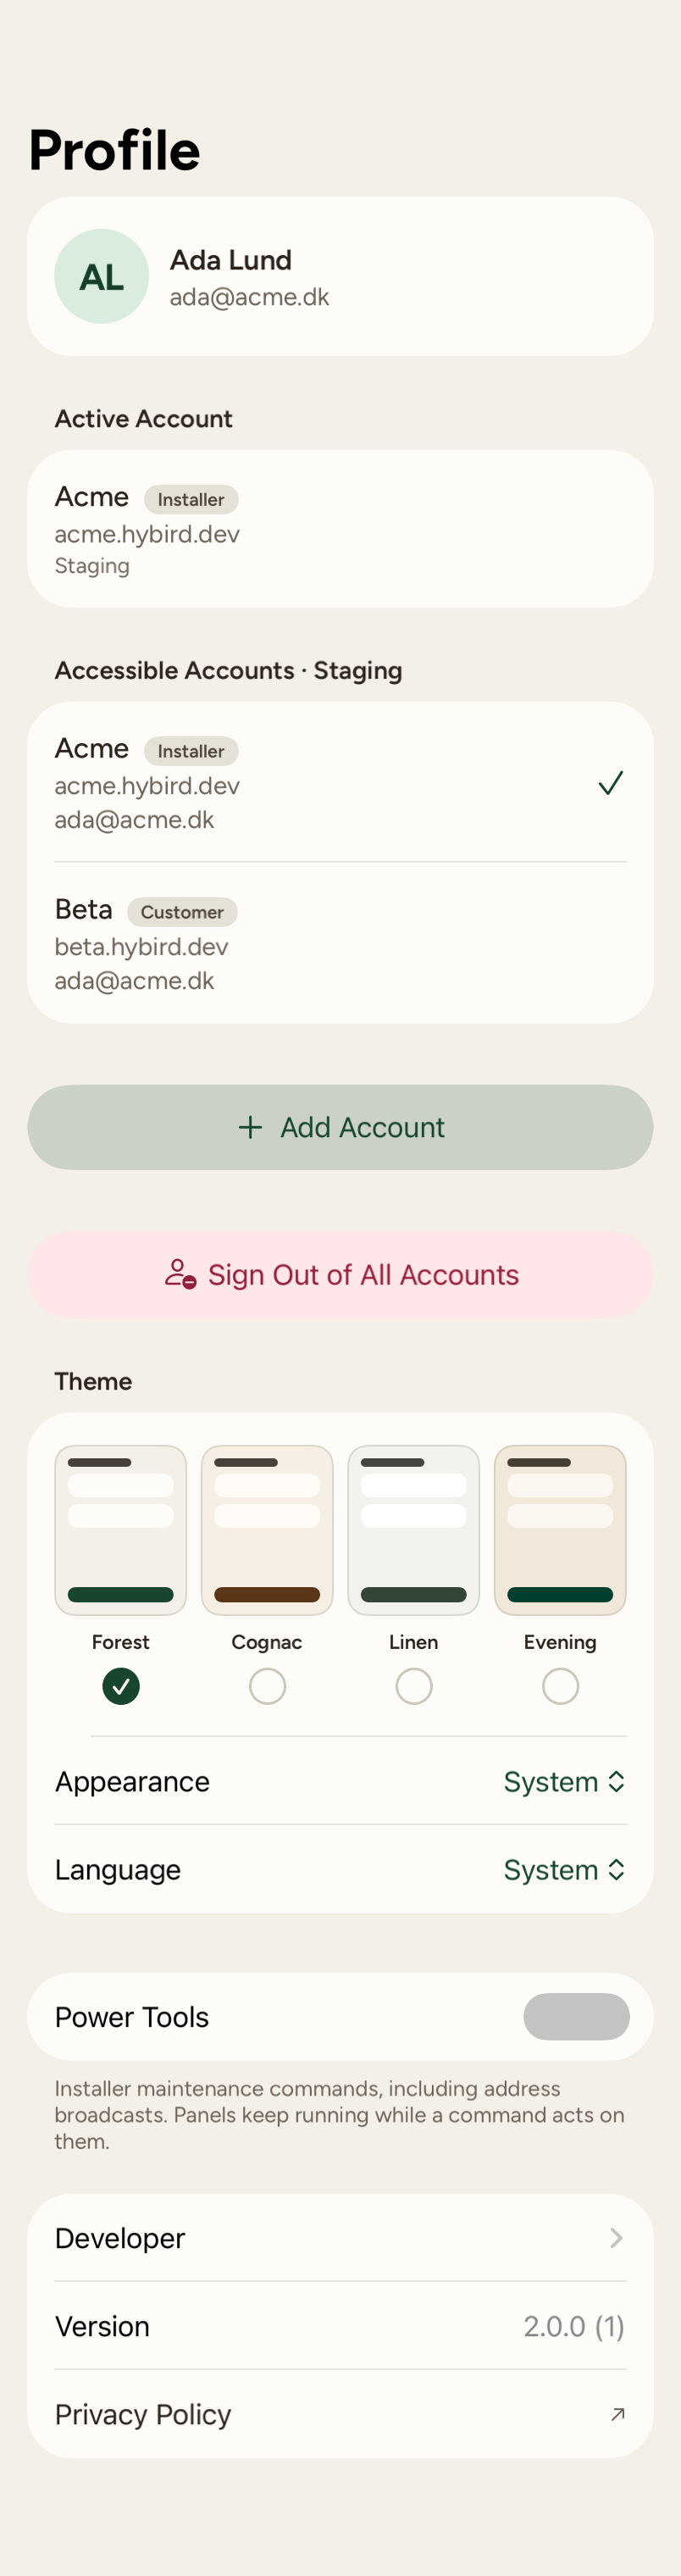 Profile
AL
Ada Lund
ada@acme.dk
Active Account
Acme Installer
acme.hybird.dev
Staging
Accessible Accounts · Staging
Acme Installer
acme.hybird.dev
ada@acme.dk
Beta Customer
beta.hybird.dev
ada@acme.dk
Add Account
Sign Out of All Accounts
Theme
Forest Cognac Linen Evening
Appearance System
Language System
Power Tools
Installer maintenance commands, including address
broadcasts. Panels keep running while a command acts on
them.
Developer
Version 2.0.0 (1)
Privacy Policy